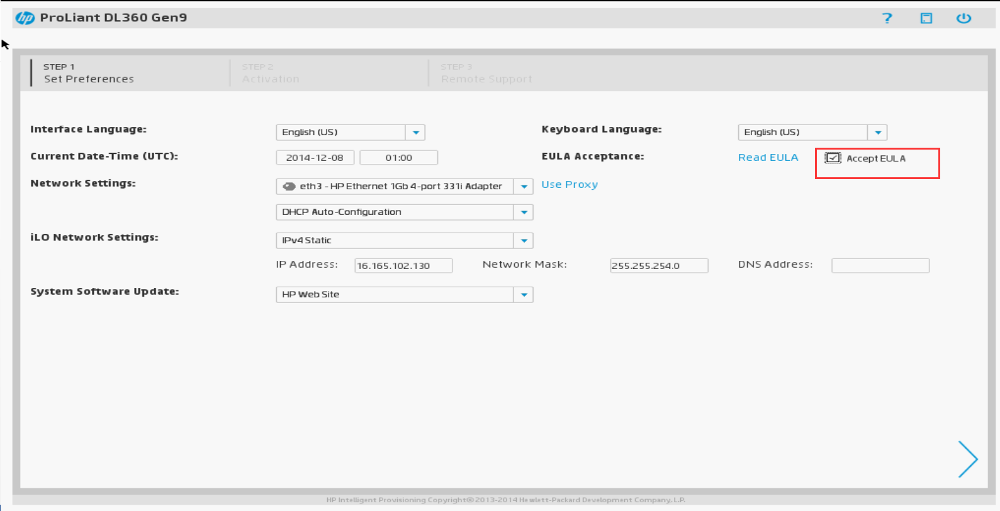 hp ProLiant DL360 Gen9 ?
STEP 1 STEP 2 STEP 3
Set Preferences Activation Remote Support
Interface Language: English (US) Keyboard Language: English (US)
Current Date-Time (UTC): 2014-12-08 01:00 EULA Acceptance: Read EULA Accept EULA
Network Settings: eth3 - HP Ethernet 1Gb 4-port 331i Adapter Use Proxy
DHCP Auto-Configuration
iLO Network Settings: IPv4 Static
IP Address: 16.165.102.130 Network Mask: 255.255.254.0 DNS Address:
System Software Update: HP Web Site
HP Intelligent Provisioning Copyright© 2013-2014 Hewlett-Packard Development Company, L.P.